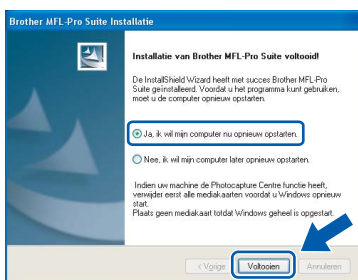 Brother MFL-Pro Suite Installatie
Installatie van Brother MFL-Pro Suite voltooid!
De InstallShield Wizard heeft met succes Brother MFL-Pro
Suite geïnstalleerd. Voordat u het programma kunt gebruiken,
moet u de computer opnieuw opstarten.
Ja, ik wil mijn computer nu opnieuw opstarten.
Nee, ik wil mijn computer later opnieuw opstarten.
Indien uw machine de Photocapture Centre functie heeft,
verwijder eerst alle mediakaarten voordat u Windows opnieuw
start.
Plaats geen mediakaart totdat Windows geheel is opgestart.
< Vorige Voltooien Annuleren